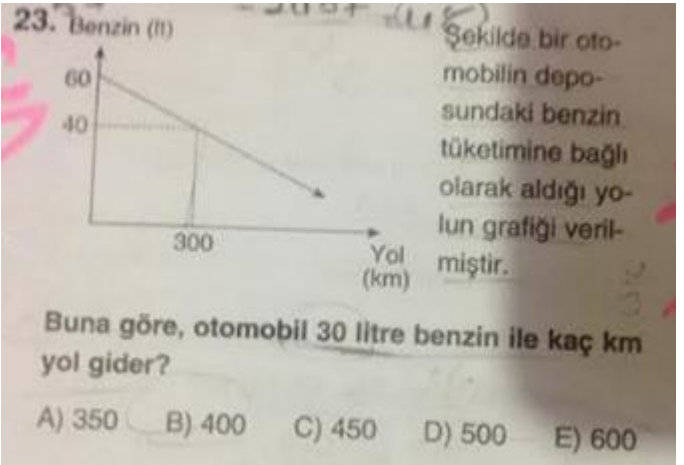 23. Benzin (lt)
60
40
300
Yol
(km)
Şekilde bir oto-
mobilin depo-
sundaki benzin
tüketimine bağlı
olarak aldığı yo-
lun grafiği veril-
miştir.
Buna göre, otomobil 30 litre benzin ile kaç km
yol gider?
A) 350 B) 400 C) 450 D) 500 E) 600